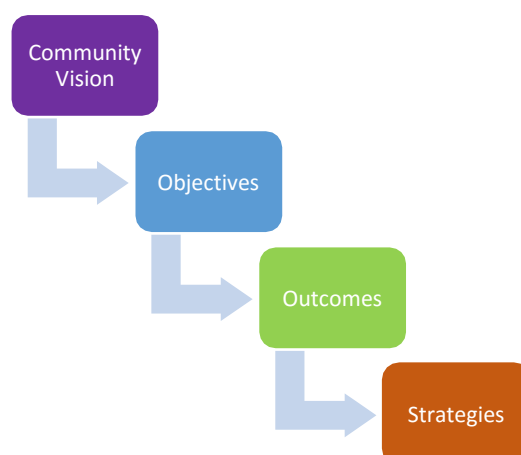 Community
Vision
Objectives
Outcomes
Strategies